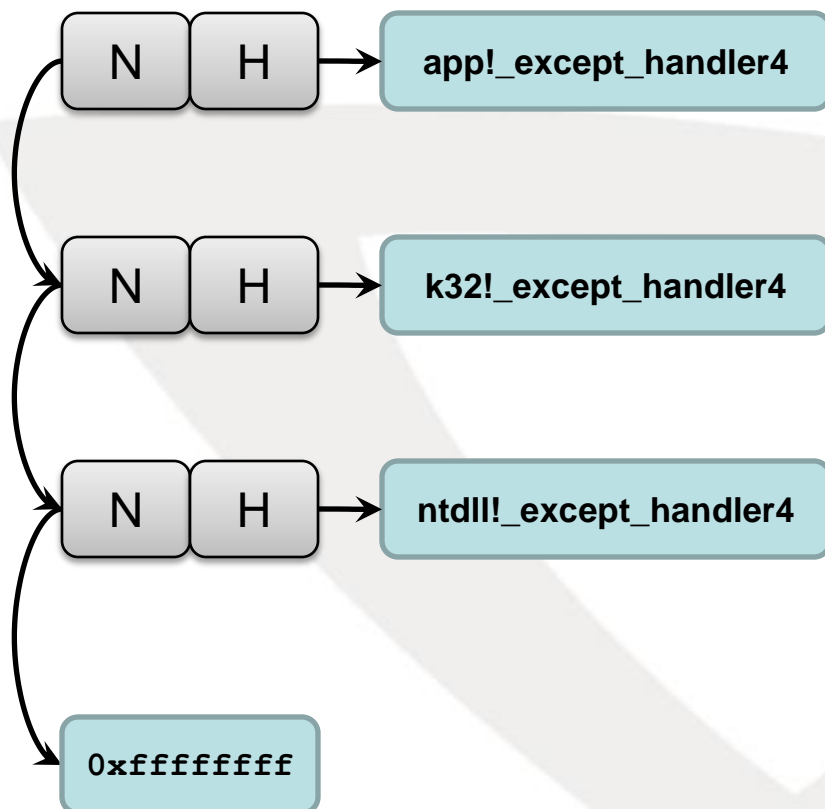 N H app!_except_handler4
N H k32!_except_handler4
N H ntdll!_except_handler4
0xffffffff